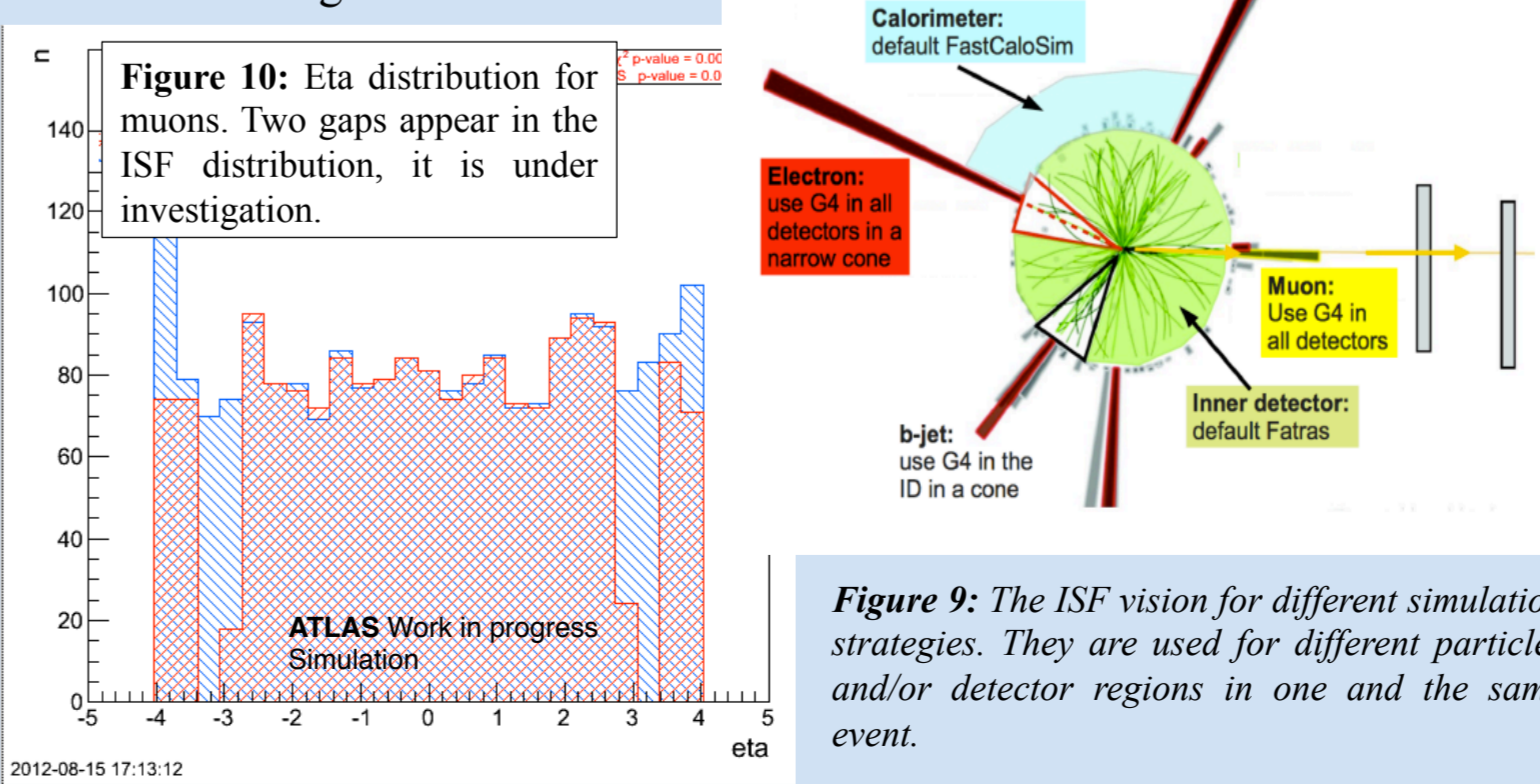 n
χ² p-value = 0.00
S p-value = 0.0
Figure 10: Eta distribution for
muons. Two gaps appear in the
ISF distribution, it is under
investigation.
140
120
100
80
60
40
20
0
ATLAS Work in progress
Simulation
-5 -4 -3 -2 -1 0 1 2 3 4 5
eta
2012-08-15 17:13:12
Calorimeter:
default FastCaloSim
Electron:
use G4 in all
detectors in a
narrow cone
Muon:
Use G4 in
all detectors
Inner detector:
default Fatras
b-jet:
use G4 in the
ID in a cone
Figure 9: The ISF vision for different simulatio
strategies. They are used for different particle
and/or detector regions in one and the sam
event.